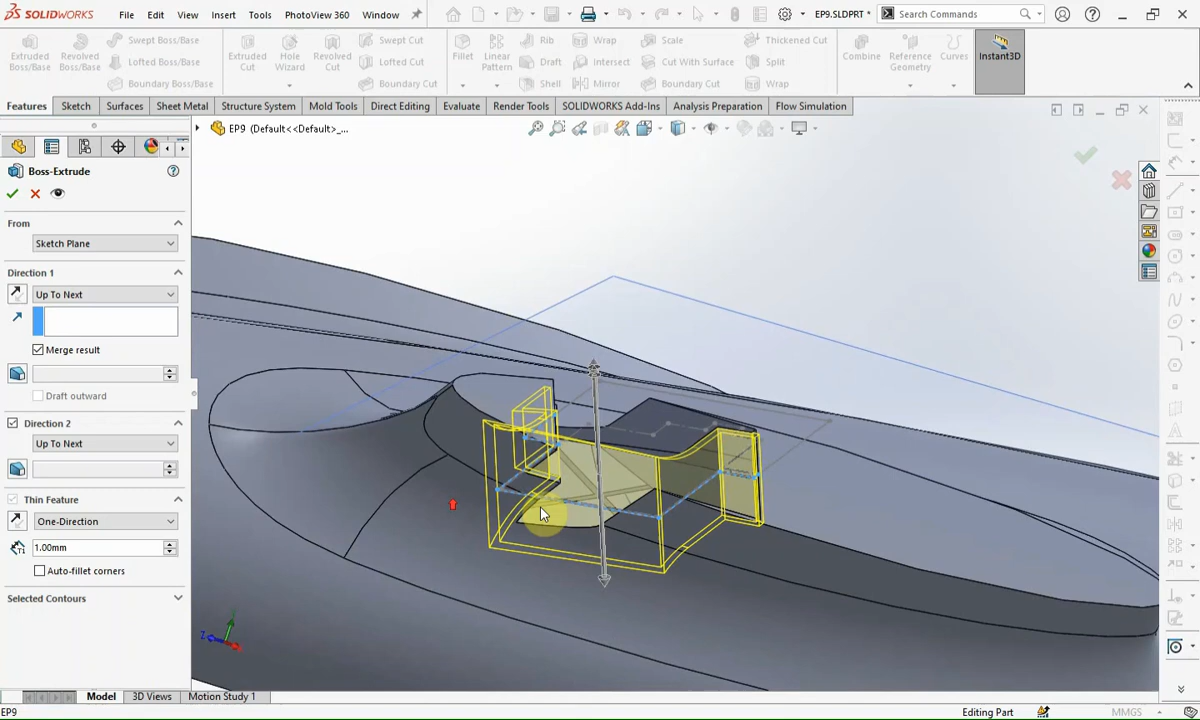 SOLIDWORKS File Edit View Insert Tools PhotoView 360 Window EP9.SLDPRT * Search Commands
Extruded Boss/Base
Revolved Boss/Base
Swept Boss/Base
Lofted Boss/Base
Boundary Boss/Base
Extruded Cut
Hole Wizard
Revolved Cut
Swept Cut
Lofted Cut
Boundary Cut
Fillet
Linear Pattern
Rib
Draft
Shell
Wrap
Intersect
Mirror
Scale
Cut With Surface
Boundary Cut
Thickened Cut
Split
Wrap
Combine
Reference Geometry
Curves
Instant3D
Features Sketch Surfaces Sheet Metal Structure System Mold Tools Direct Editing Evaluate Render Tools SOLIDWORKS Add-Ins Analysis Preparation Flow Simulation
EP9 (Default<<Default>_...
Boss-Extrude
From
Sketch Plane
Direction 1
Up To Next
Merge result
Draft outward
Direction 2
Up To Next
Thin Feature
One-Direction
1.00mm
Auto-fillet corners
Selected Contours
Z
Model 3D Views Motion Study 1
EP9 Editing Part MMGS